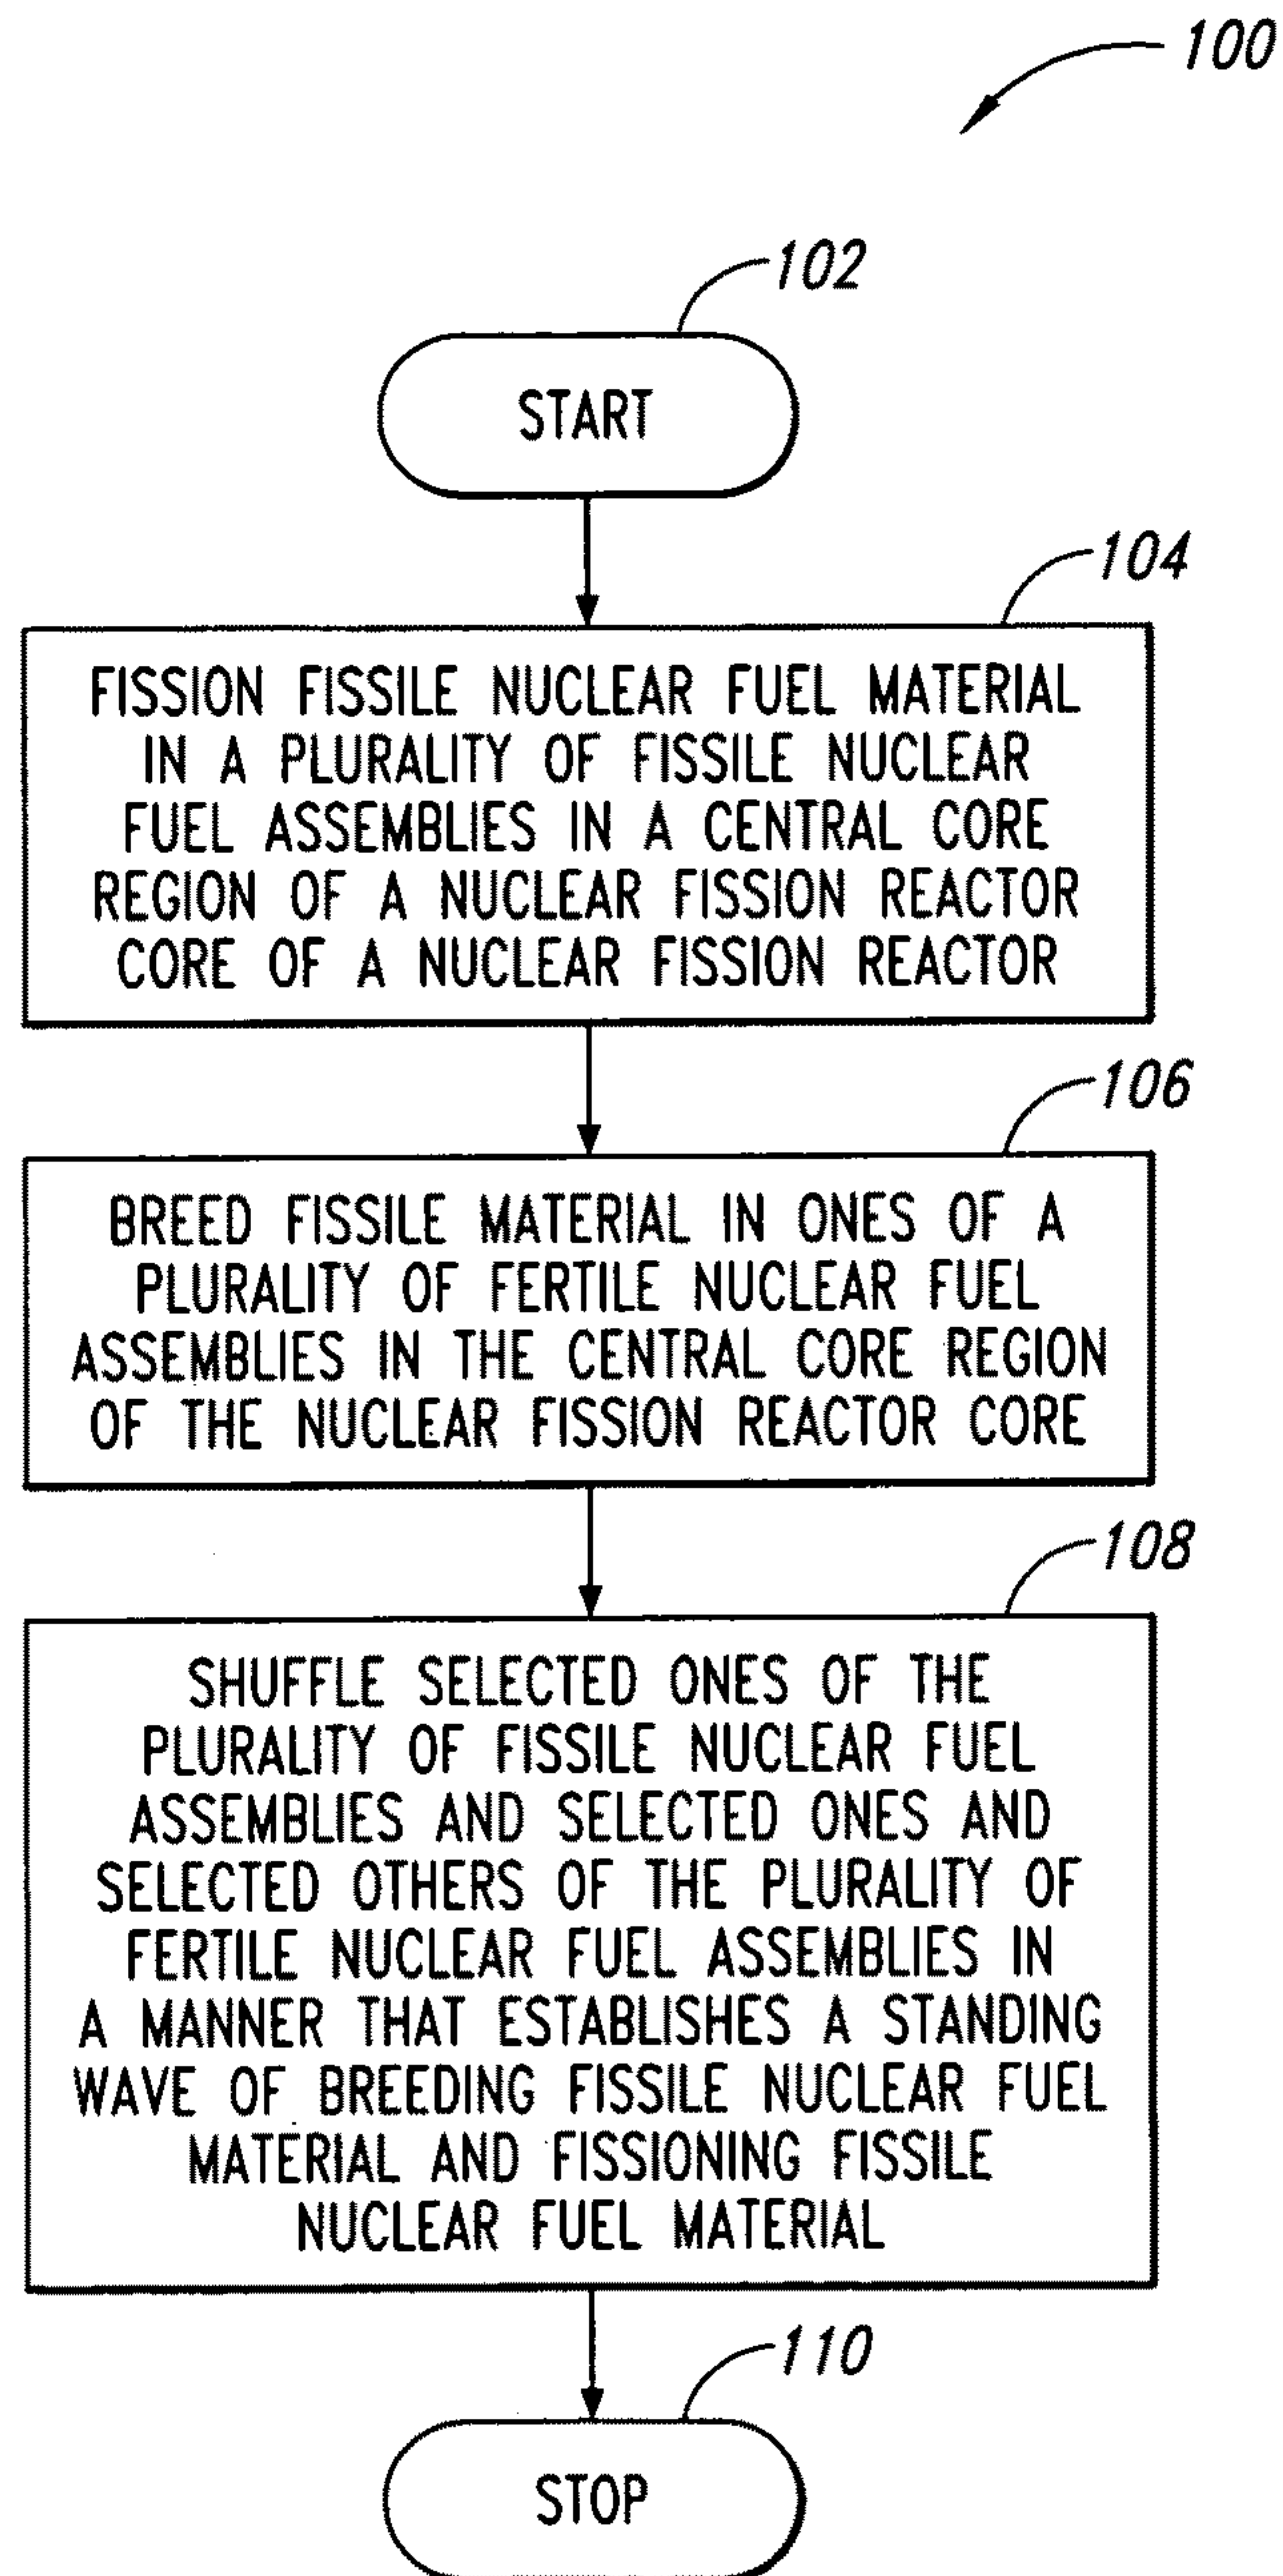 100
102
START
104
FISSION FISSILE NUCLEAR FUEL MATERIAL
IN A PLURALITY OF FISSILE NUCLEAR
FUEL ASSEMBLIES IN A CENTRAL CORE
REGION OF A NUCLEAR FISSION REACTOR
CORE OF A NUCLEAR FISSION REACTOR
106
BREED FISSILE MATERIAL IN ONES OF A
PLURALITY OF FERTILE NUCLEAR FUEL
ASSEMBLIES IN THE CENTRAL CORE REGION
OF THE NUCLEAR FISSION REACTOR CORE
108
SHUFFLE SELECTED ONES OF THE
PLURALITY OF FISSILE NUCLEAR FUEL
ASSEMBLIES AND SELECTED ONES AND
SELECTED OTHERS OF THE PLURALITY OF
FERTILE NUCLEAR FUEL ASSEMBLIES IN
A MANNER THAT ESTABLISHES A STANDING
WAVE OF BREEDING FISSILE NUCLEAR FUEL
MATERIAL AND FISSIONING FISSILE
NUCLEAR FUEL MATERIAL
110
STOP